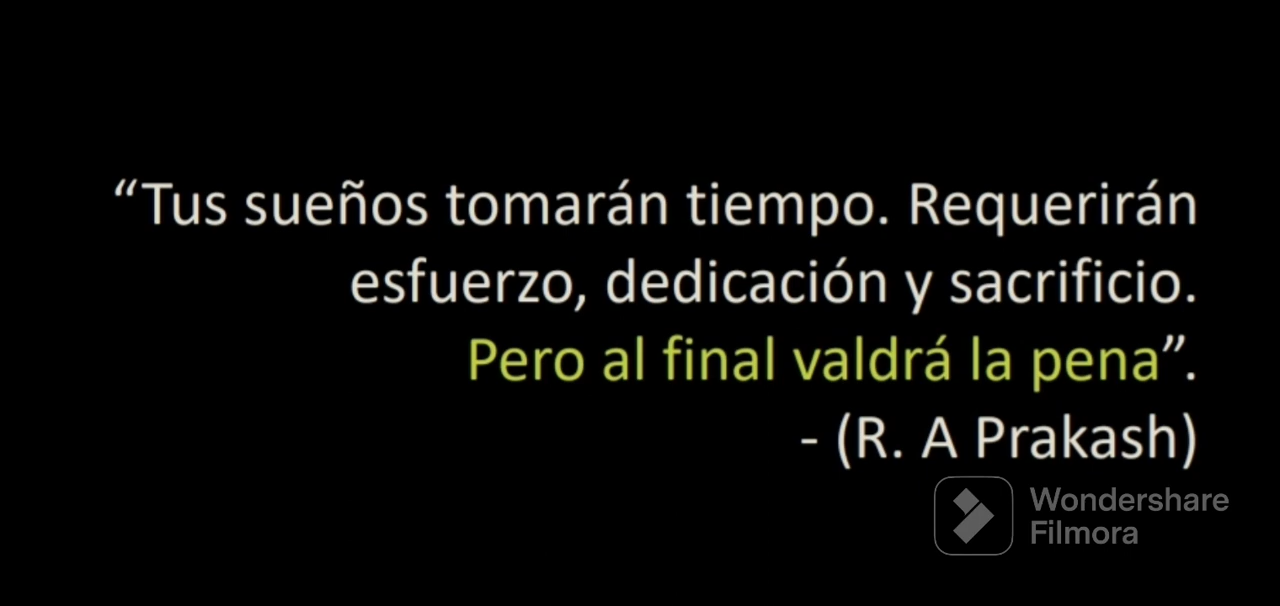 “Tus sueños tomarán tiempo. Requerirán
esfuerzo, dedicación y sacrificio.
Pero al final valdrá la pena”.
- (R. A Prakash)
Wondershare
Filmora